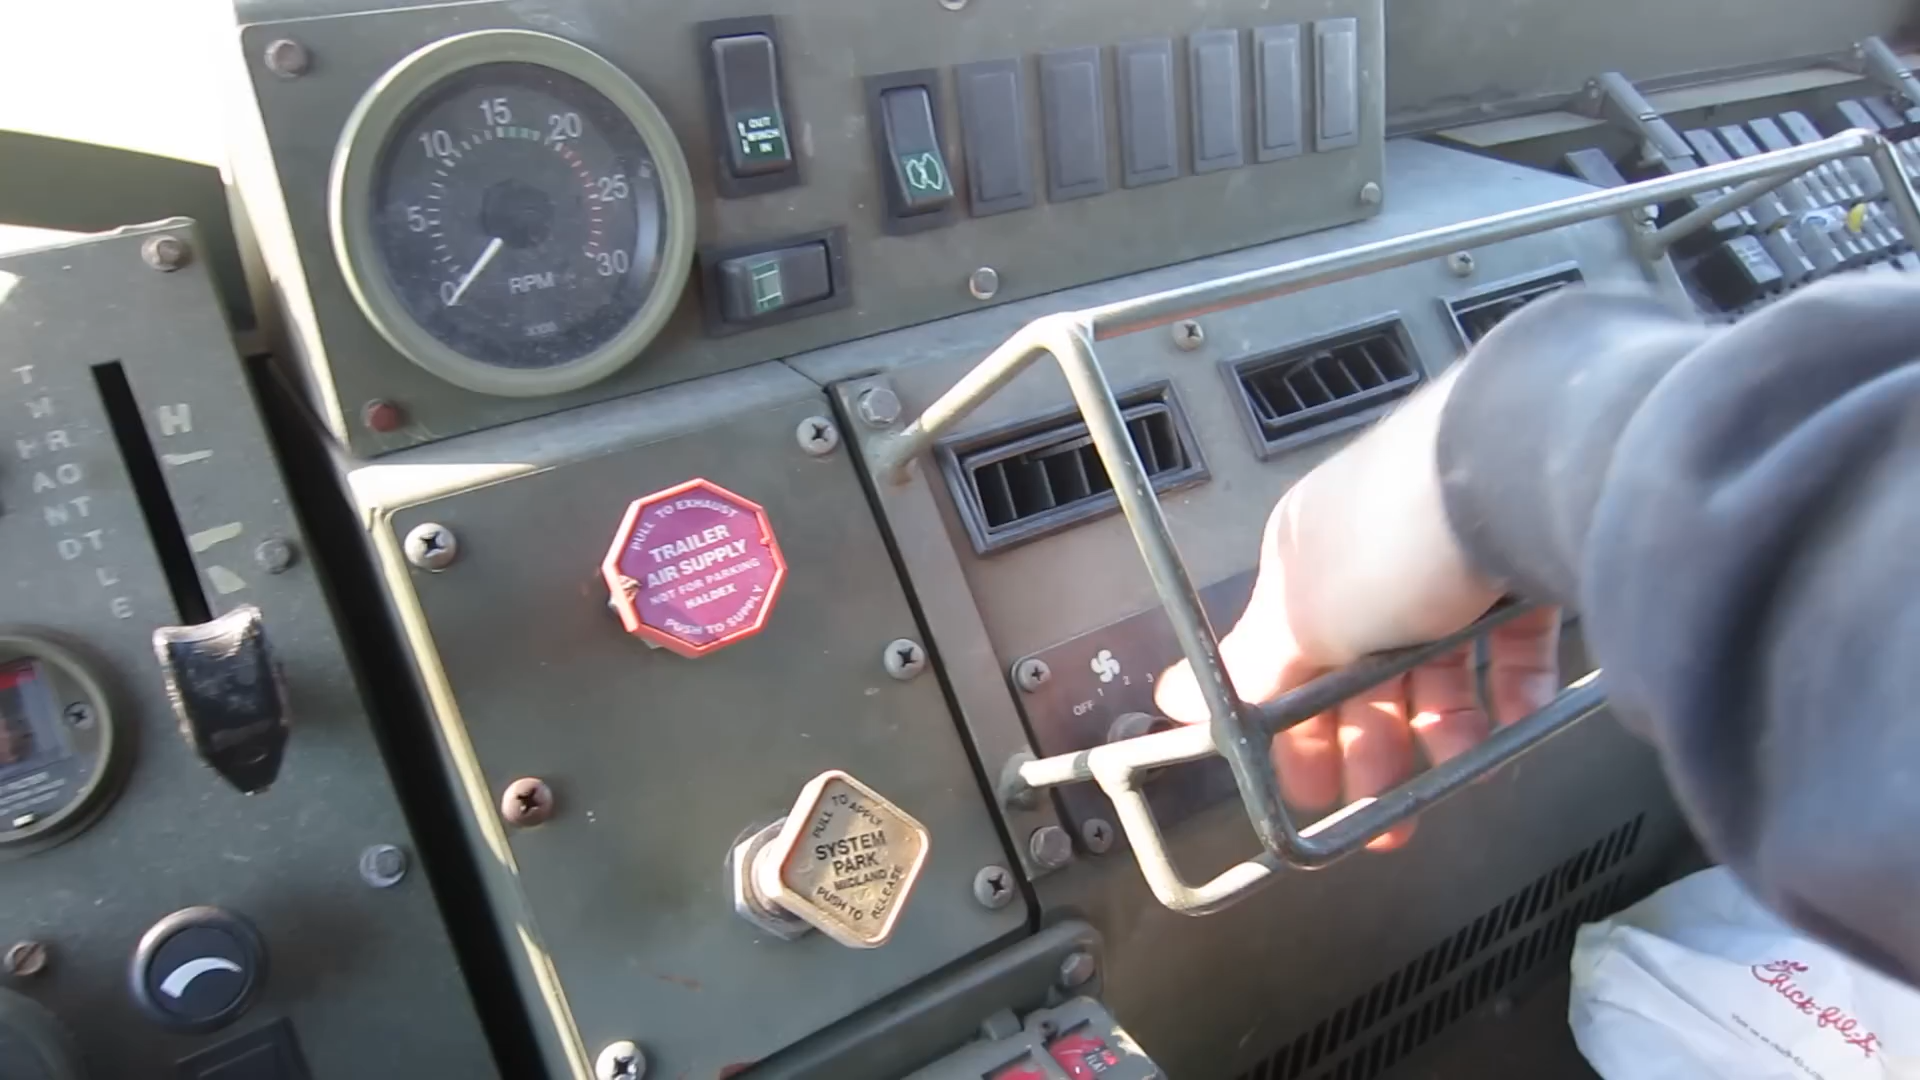 0
5
10
15
20
25
30
RPM
X100
OUT
WINCH
IN
HAND
THROTTLE
PULL TO EXHAUST
TRAILER
AIR SUPPLY
NOT FOR PARKING
HALDEX
PUSH TO SUPPLY
OFF 1 2 3
PULL TO APPLY
SYSTEM
PARK
MIDLAND
PUSH TO RELEASE
FLAT
Chick-fil-A